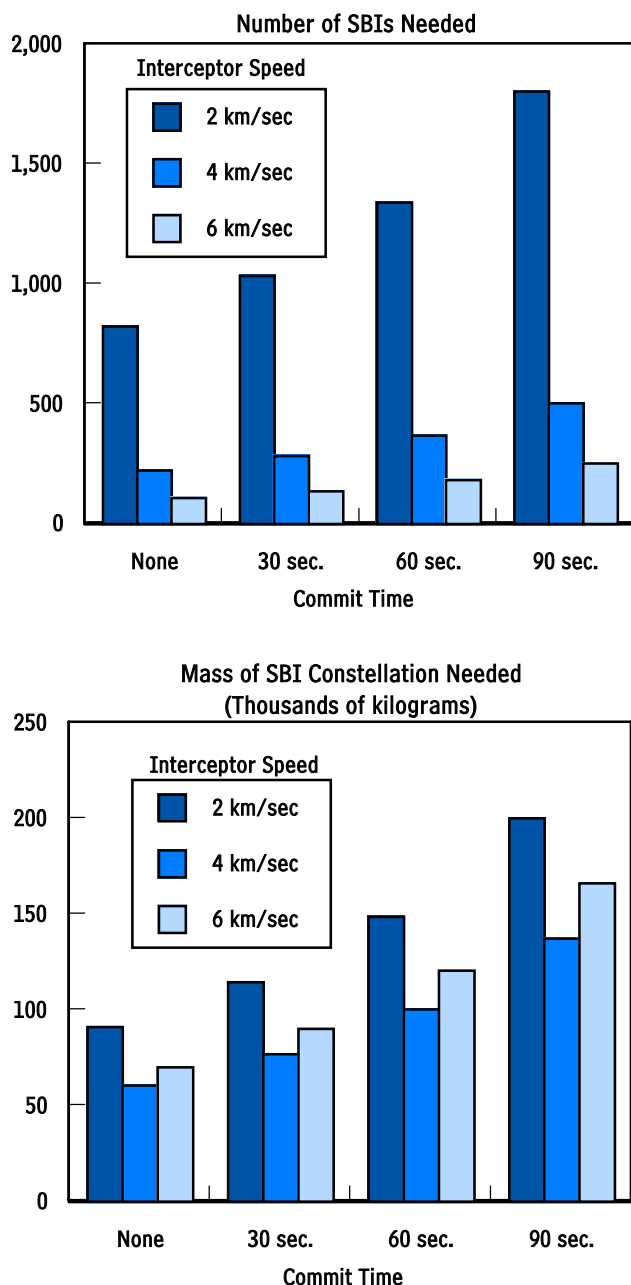 Number of SBIs Needed
2,000
1,500
1,000
500
0
Interceptor Speed
2 km/sec
4 km/sec
6 km/sec
None 30 sec. 60 sec. 90 sec.
Commit Time
Mass of SBI Constellation Needed
(Thousands of kilograms)
250
200
150
100
50
0
Interceptor Speed
2 km/sec
4 km/sec
6 km/sec
None 30 sec. 60 sec. 90 sec.
Commit Time